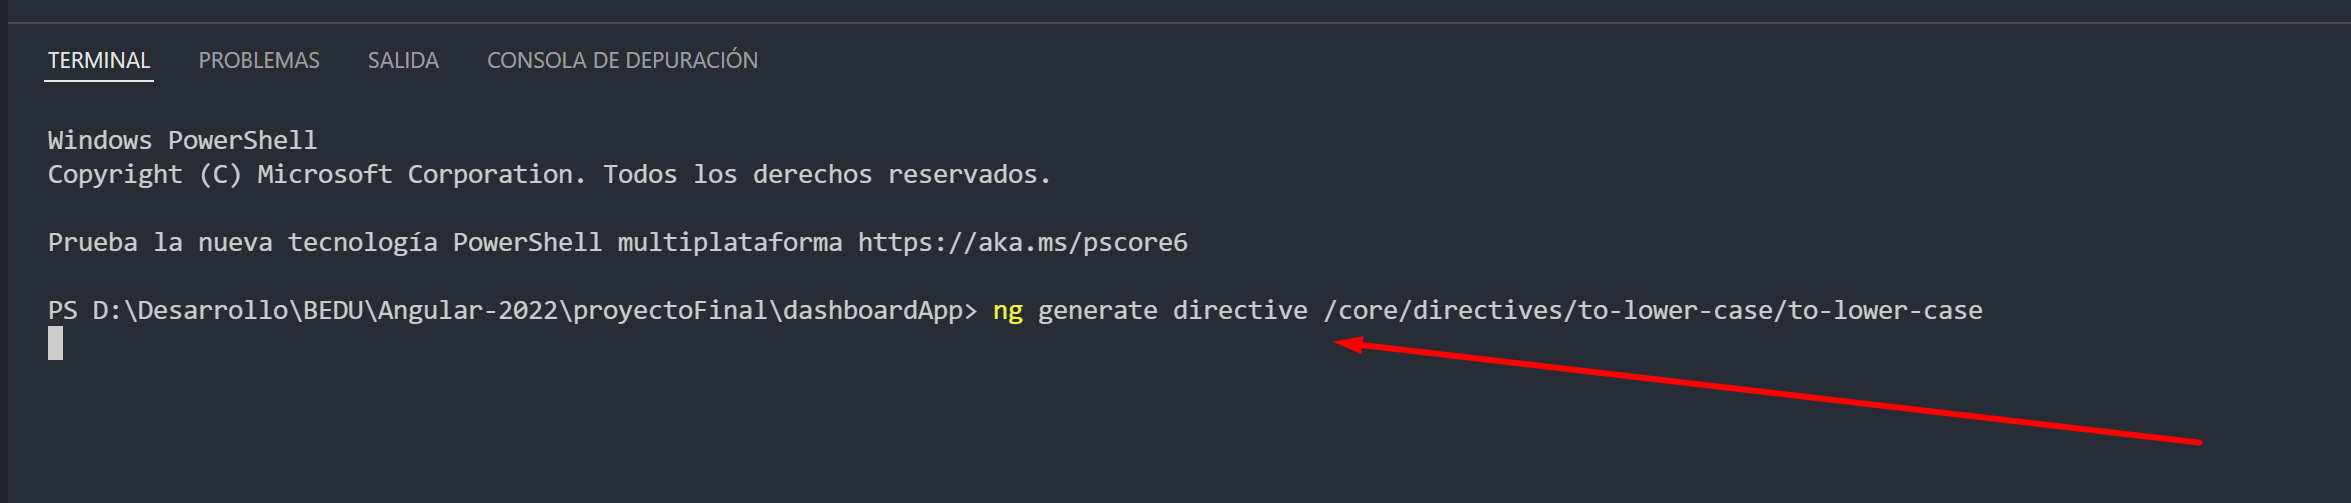 TERMINAL PROBLEMAS SALIDA CONSOLA DE DEPURACIÓN
Windows PowerShell
Copyright (C) Microsoft Corporation. Todos los derechos reservados.
Prueba la nueva tecnología PowerShell multiplataforma https://aka.ms/pscore6
PS D:\Desarrollo\BEDU\Angular-2022\proyectoFinal\dashboardApp> ng generate directive /core/directives/to-lower-case/to-lower-case